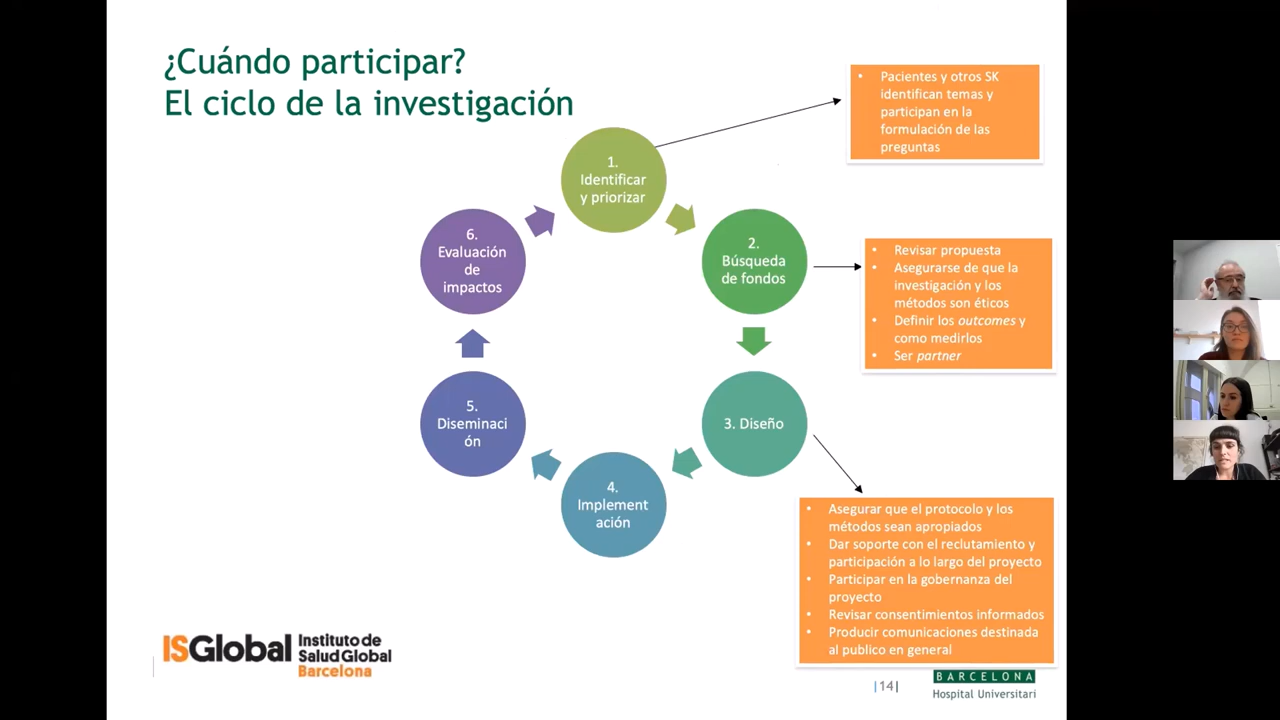 ¿Cuándo participar?
El ciclo de la investigación
1.
Identificar
y priorizar
2.
Búsqueda
de fondos
3. Diseño
4.
Implement
ación
5.
Diseminaci
ón
6.
Evaluación
de
impactos
• Pacientes y otros SK
identifican temas y
participan en la
formulación de las
preguntas
• Revisar propuesta
• Asegurarse de que la
investigación y los
métodos son éticos
• Definir los outcomes y
como medirlos
• Ser partner
• Asegurar que el protocolo y los
métodos sean apropiados
• Dar soporte con el reclutamiento y
participación a lo largo del proyecto
• Participar en la gobernanza del
proyecto
• Revisar consentimientos informados
• Producir comunicaciones destinada
al publico en general
ISGlobal Instituto de
Salud Global
Barcelona
|14|
BARCELONA
Hospital Universitari